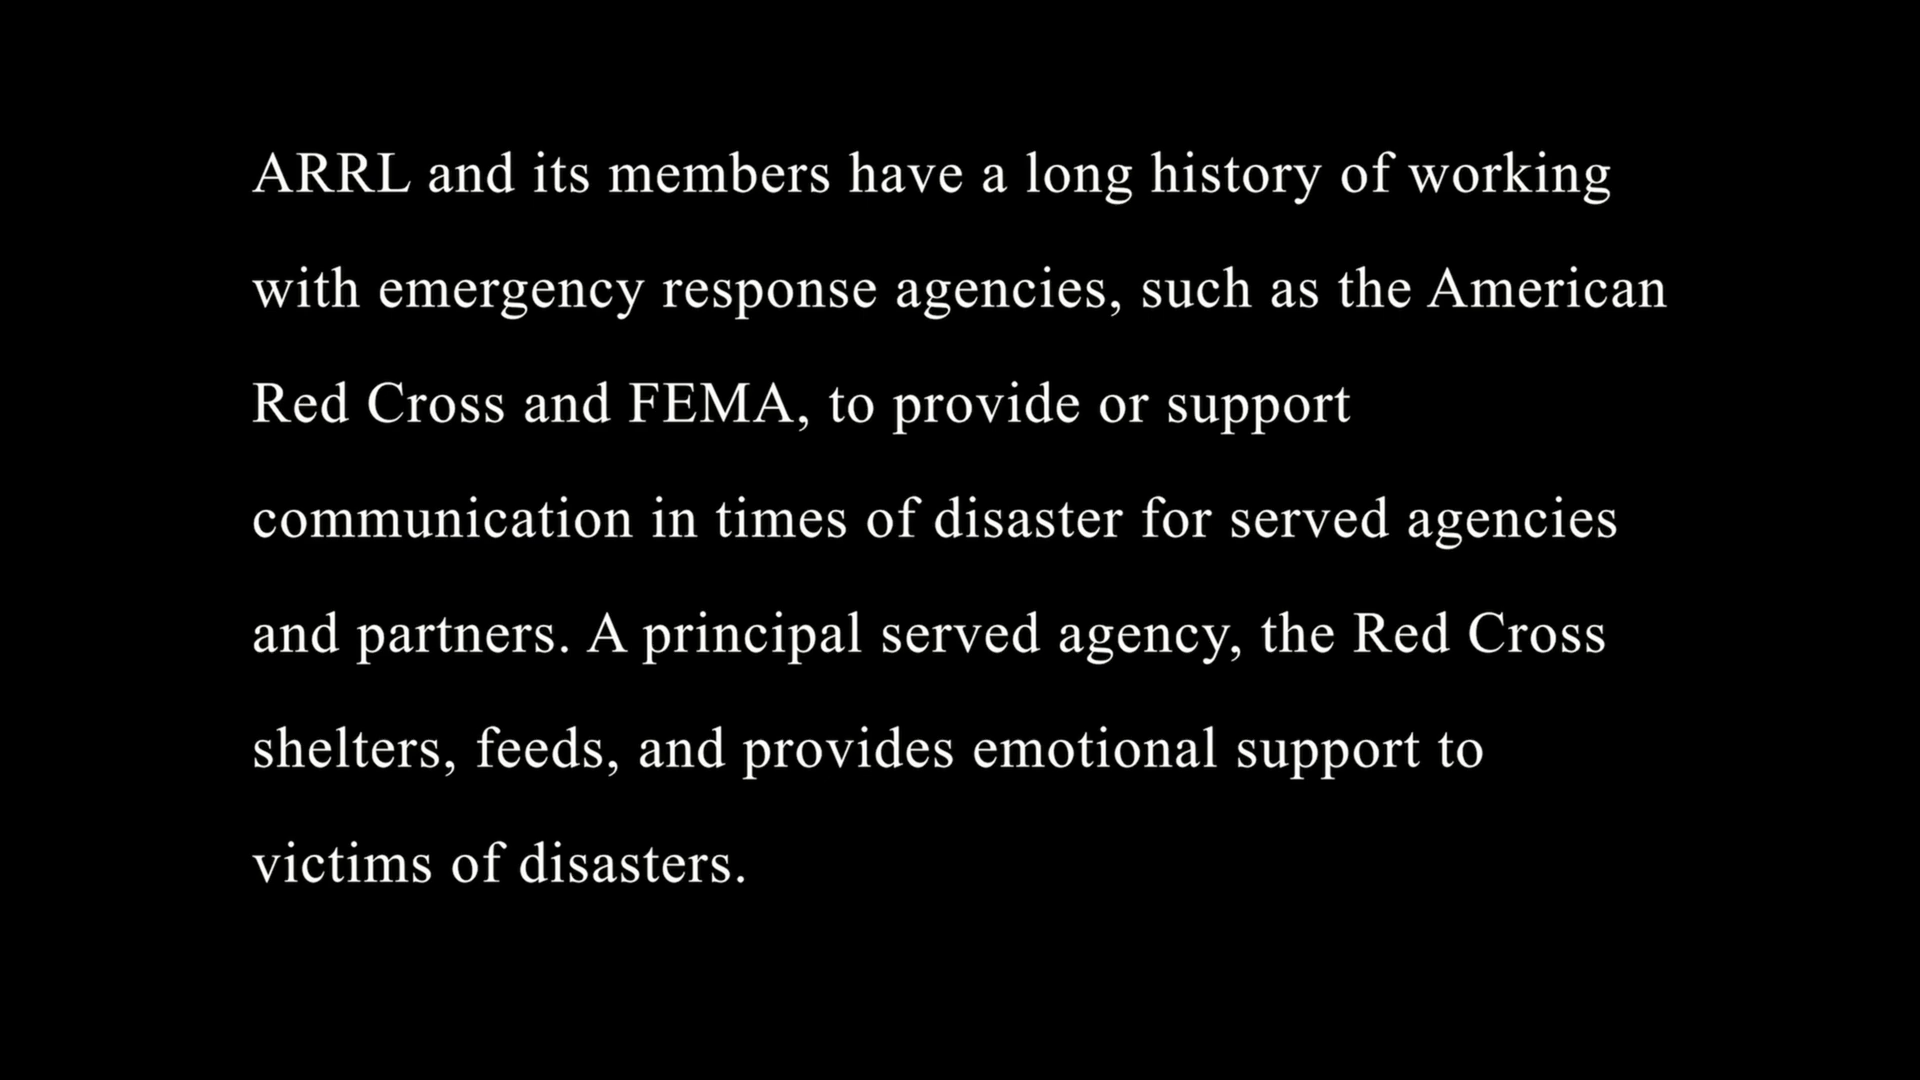 ARRL and its members have a long history of working
with emergency response agencies, such as the American
Red Cross and FEMA, to provide or support
communication in times of disaster for served agencies
and partners. A principal served agency, the Red Cross
shelters, feeds, and provides emotional support to
victims of disasters.